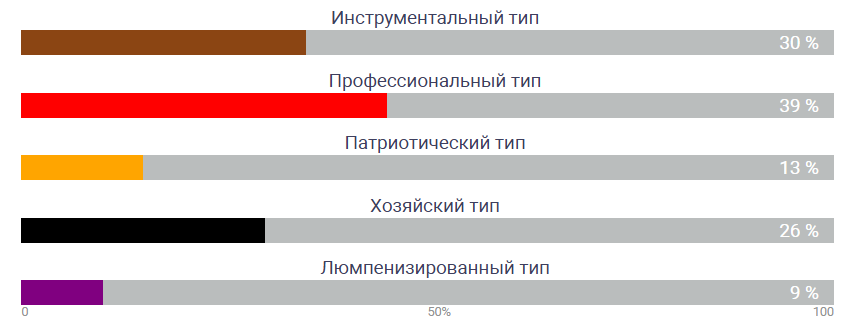 Инструментальный тип
30 %
Профессиональный тип
39 %
Патриотический тип
13 %
Хозяйский тип
26 %
Люмпенизированный тип
9 %
0 50% 100